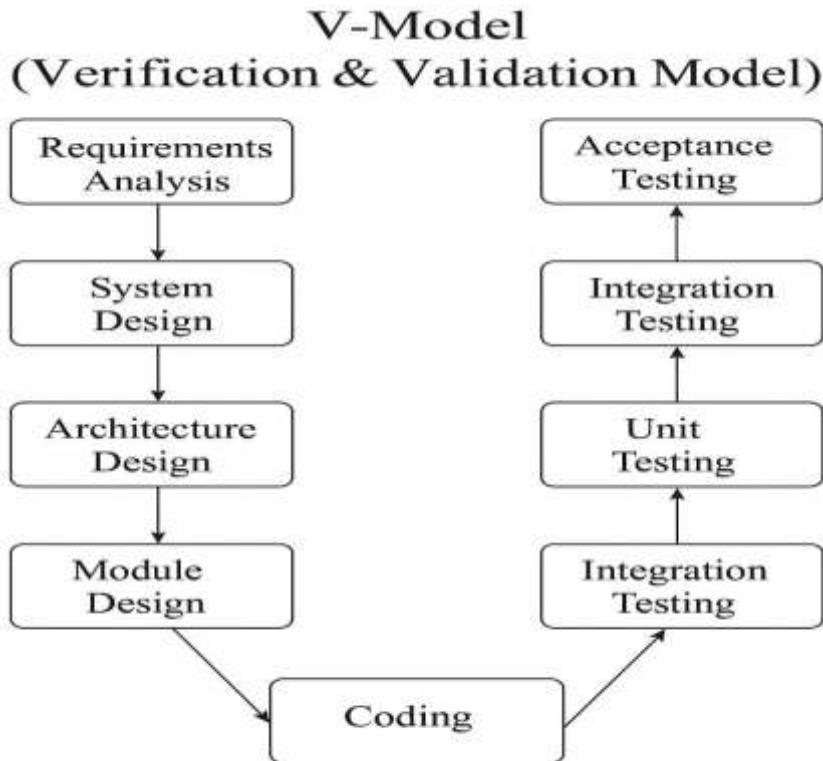 V-Model
(Verification & Validation Model)
Requirements
Analysis
System
Design
Architecture
Design
Module
Design
Coding
Integration
Testing
Unit
Testing
Integration
Testing
Acceptance
Testing